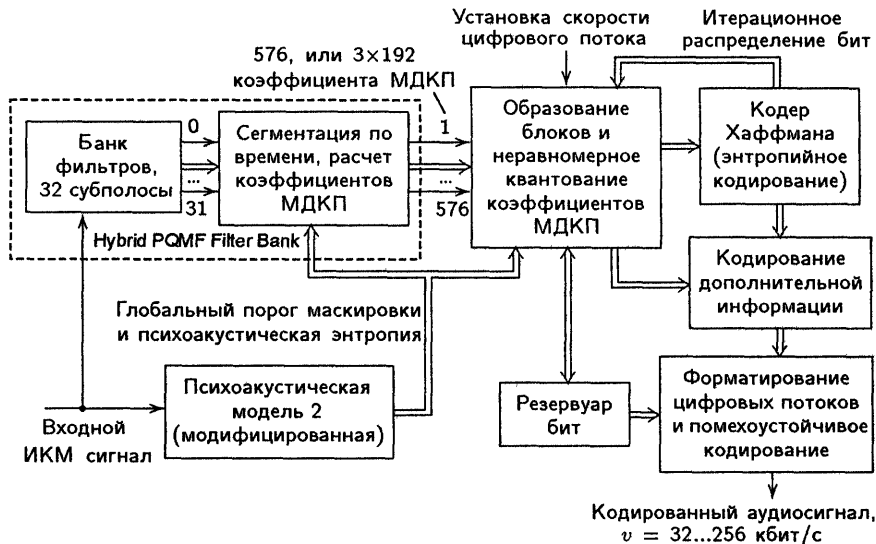 Установка скорости
цифрового потока
Итерационное
распределение бит
576, или 3×192
коэффициента МДКП
Банк
фильтров,
32 субполосы
0
...
31
Сегментация по
времени, расчет
коэффициентов
МДКП
1
...
576
Hybrid PQMF Filter Bank
Образование
блоков и
неравномерное
квантование
коэффициентов
МДКП
Кодер
Хаффмана
(энтропийное
кодирование)
Кодирование
дополнительной
информации
Глобальный порог маскировки
и психоакустическая энтропия
Психоакустическая
модель 2
(модифицированная)
Входной
ИКМ сигнал
Резервуар
бит
Форматирование
цифровых потоков
и помехоустойчивое
кодирование
Кодированный аудиосигнал,
v = 32...256 кбит/с